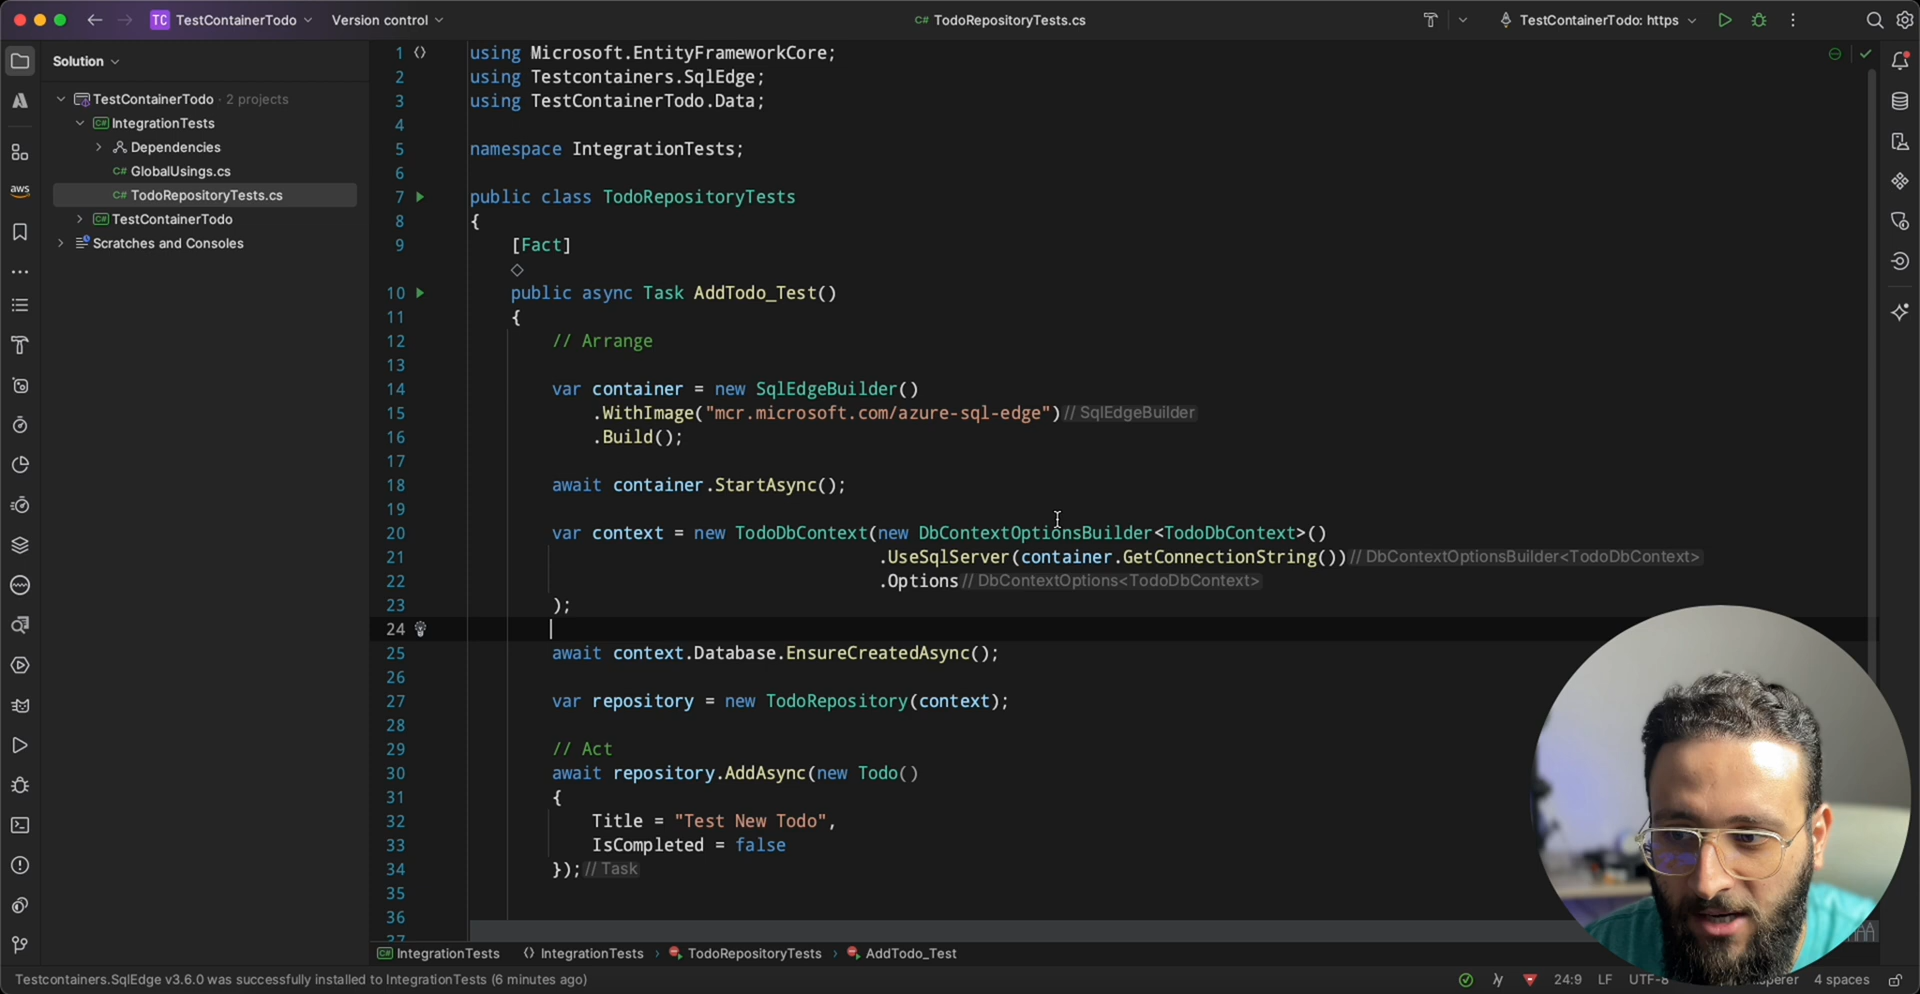 TC TestContainerTodo Version control
C# TodoRepositoryTests.cs
TestContainerTodo: https
Solution
TestContainerTodo · 2 projects
IntegrationTests
Dependencies
C# GlobalUsings.cs
C# TodoRepositoryTests.cs
TestContainerTodo
Scratches and Consoles
aws
1 using Microsoft.EntityFrameworkCore;
2 using Testcontainers.SqlEdge;
3 using TestContainerTodo.Data;
4
5 namespace IntegrationTests;
6
7 public class TodoRepositoryTests
8 {
9 [Fact]
10 public async Task AddTodo_Test()
11 {
12 // Arrange
13
14 var container = new SqlEdgeBuilder()
15 .WithImage("mcr.microsoft.com/azure-sql-edge") // SqlEdgeBuilder
16 .Build();
17
18 await container.StartAsync();
19
20 var context = new TodoDbContext(new DbContextOptionsBuilder<TodoDbContext>()
21 .UseSqlServer(container.GetConnectionString()) // DbContextOptionsBuilder<TodoDbContext>
22 .Options // DbContextOptions<TodoDbContext>
23 );
24
25 await context.Database.EnsureCreatedAsync();
26
27 var repository = new TodoRepository(context);
28
29 // Act
30 await repository.AddAsync(new Todo()
31 {
32 Title = "Test New Todo",
33 IsCompleted = false
34 }); // Task
35
36
37
C# IntegrationTests IntegrationTests › TodoRepositoryTests › AddTodo_Test
Testcontainers.SqlEdge v3.6.0 was successfully installed to IntegrationTests (6 minutes ago)
24:9 LF UTF-8 4 spaces